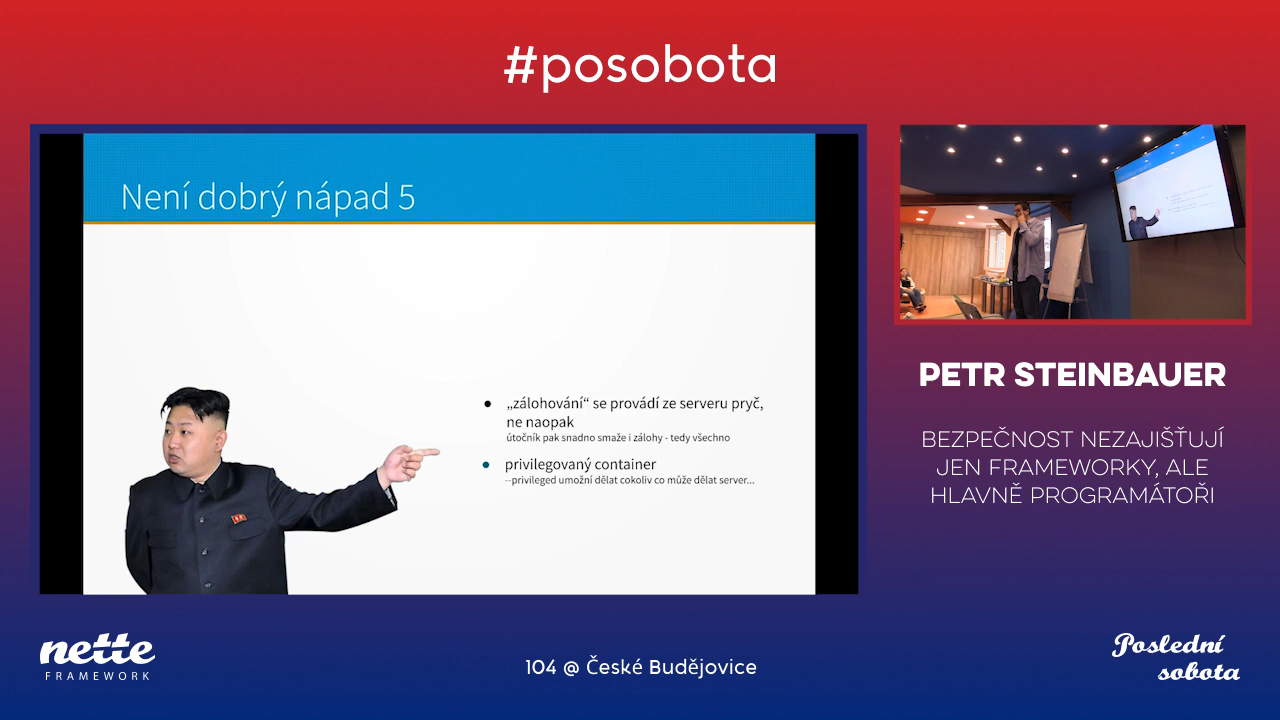 #posobota
Není dobrý nápad 5
● „zálohování“ se provádí ze serveru pryč,
ne naopak
útočník pak snadno smaže i zálohy - tedy všechno
● privilegovaný container
--privileged umožní dělat cokoliv co může dělat server...
PETR STEINBAUER
BEZPEČNOST NEZAJIŠŤUJÍ
JEN FRAMEWORKY, ALE
HLAVNĚ PROGRAMÁTOŘI
nette
FRAMEWORK
104 @ České Budějovice
Poslední
sobota